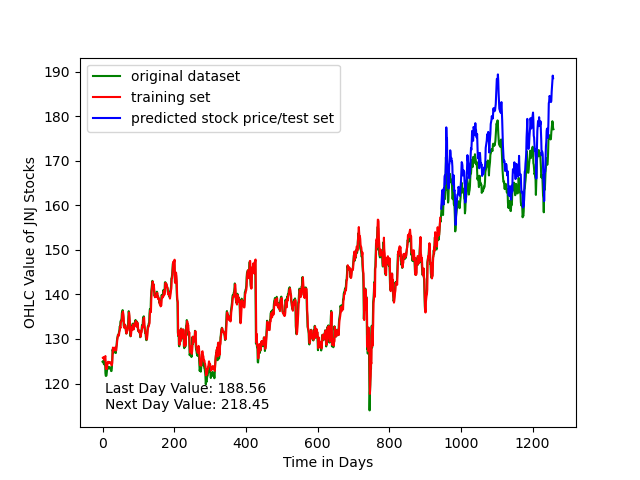 190
180
170
160
150
140
130
120
OHLC Value of JNJ Stocks
original dataset
training set
predicted stock price/test set
Last Day Value: 188.56
Next Day Value: 218.45
0 200 400 600 800 1000 1200
Time in Days